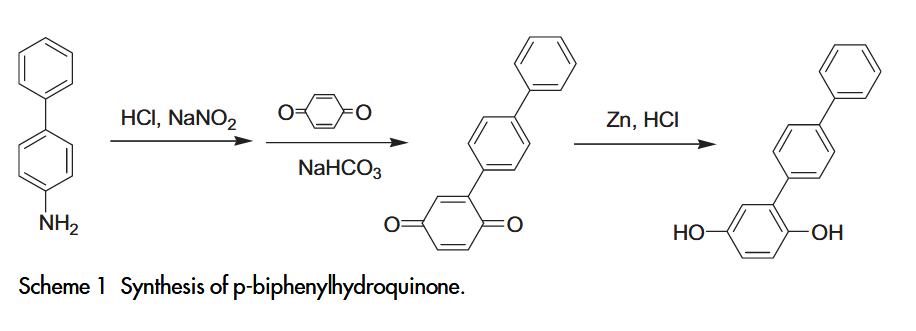 HCl, NaNO2
O
O
NaHCO3
NH2
O
O
Zn, HCl
HO
OH
Scheme 1 Synthesis of p-biphenylhydroquinone.